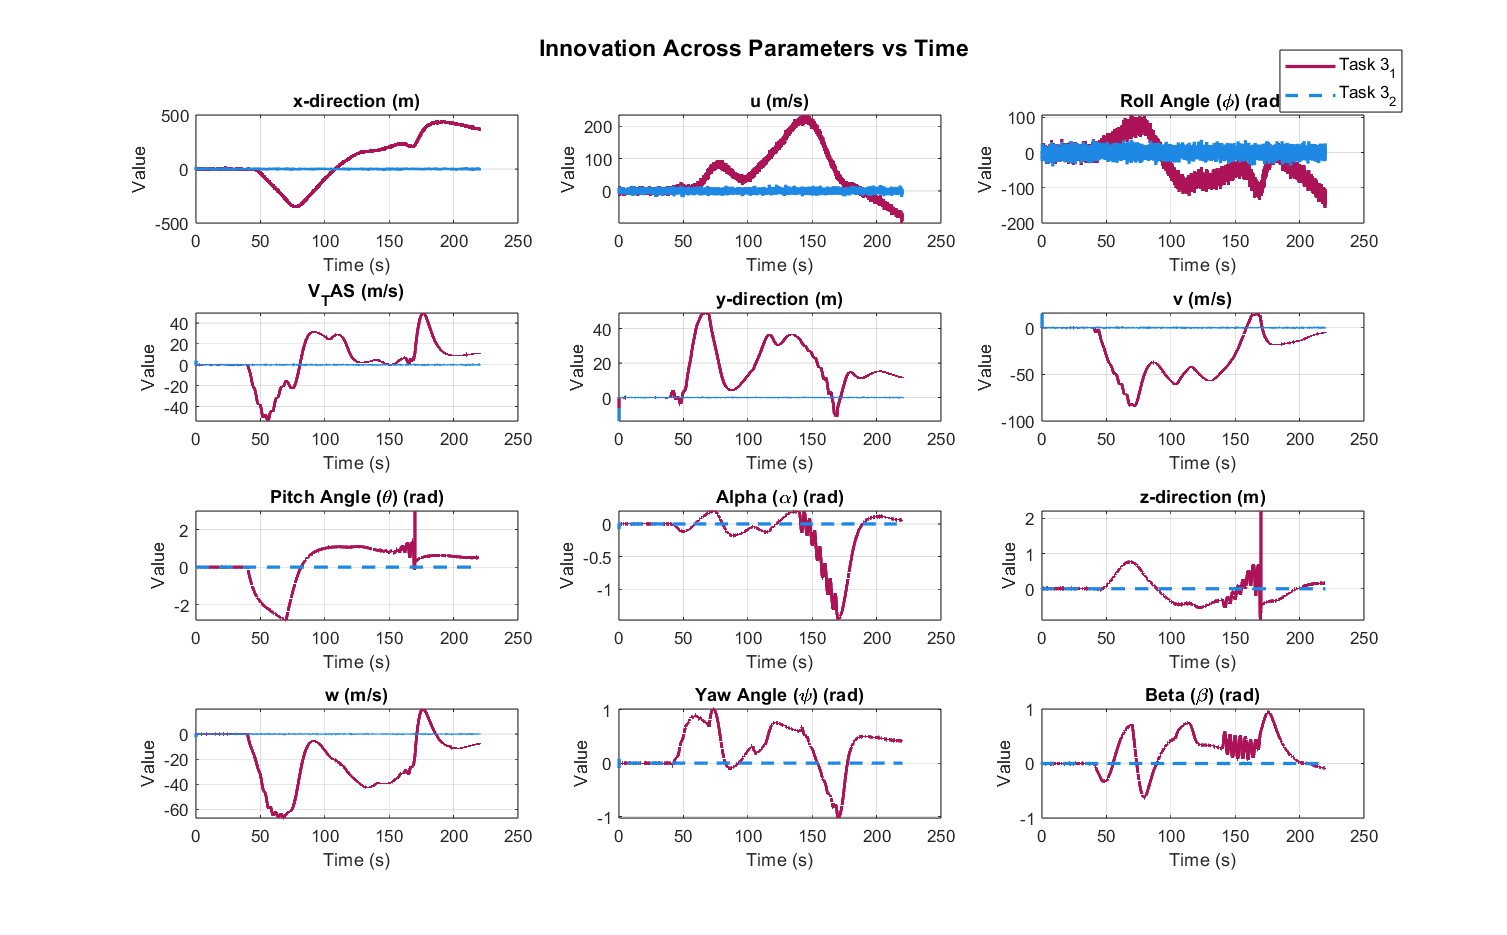 Innovation Across Parameters vs Time
Task 3₁
Task 3₂
x-direction (m)
500
0
-500
Value
0 50 100 150 200 250
Time (s)
u (m/s)
200
100
0
Value
0 50 100 150 200 250
Time (s)
Roll Angle (ϕ) (rad
100
0
-100
-200
Value
0 50 100 150 200 250
Time (s)
V_TAS (m/s)
40
20
0
-20
-40
Value
0 50 100 150 200 250
Time (s)
y-direction (m)
40
20
0
Value
0 50 100 150 200 250
Time (s)
v (m/s)
0
-50
-100
Value
0 50 100 150 200 250
Time (s)
Pitch Angle (θ) (rad)
2
0
-2
Value
0 50 100 150 200 250
Time (s)
Alpha (α) (rad)
0
-0.5
-1
Value
0 50 100 150 200 250
Time (s)
z-direction (m)
2
1
0
Value
0 50 100 150 200 250
Time (s)
w (m/s)
0
-20
-40
-60
Value
0 50 100 150 200 250
Time (s)
Yaw Angle (ψ) (rad)
1
0
-1
Value
0 50 100 150 200 250
Time (s)
Beta (β) (rad)
1
0
-1
Value
0 50 100 150 200 250
Time (s)